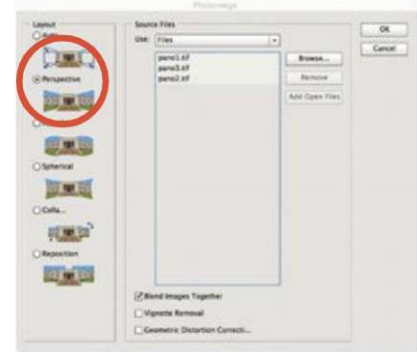 Photomerge
Layout
Auto
Perspective
Spherical
Colla...
Reposition
Source Files
Use: Files
pano1.tif
pano3.tif
pano2.tif
Browse...
Remove
Add Open Files
Blend Images Together
Vignette Removal
Geometric Distortion Correcti...
OK
Cancel